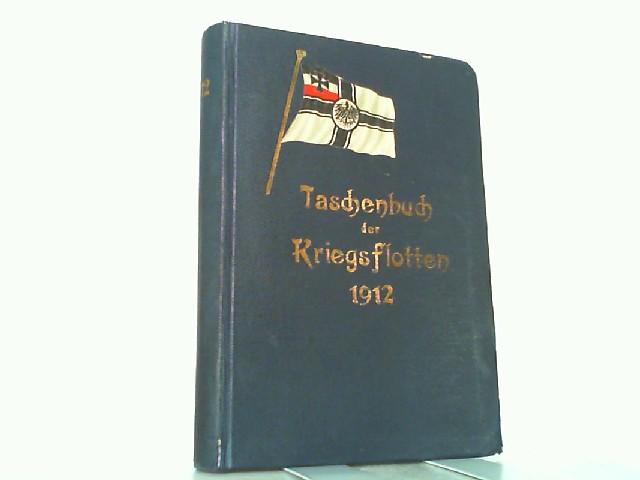 Taschenbuch
der
Kriegsflotten
1912